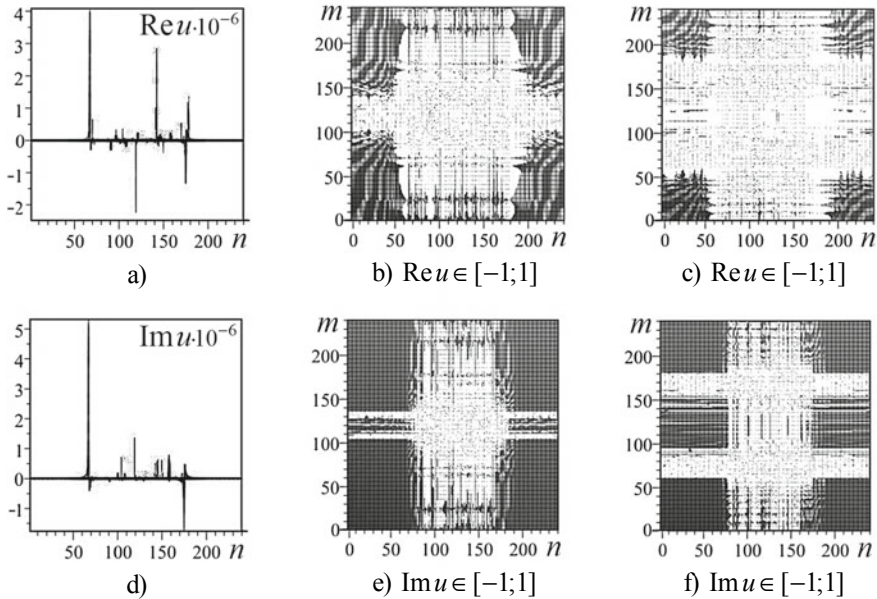 Re u·10⁻⁶
4
3
2
1
0
-1
-2
50 100 150 200 n
a)
m
200
150
100
50
0
0 50 100 150 200 n
b) Re u ∈ [−1;1]
m
200
150
100
50
0
0 50 100 150 200 n
c) Re u ∈ [−1;1]
Im u·10⁻⁶
5
4
3
2
1
0
-1
50 100 150 200 n
d)
m
200
150
100
50
0
0 50 100 150 200 n
e) Im u ∈ [−1;1]
m
200
150
100
50
0
0 50 100 150 200 n
f) Im u ∈ [−1;1]